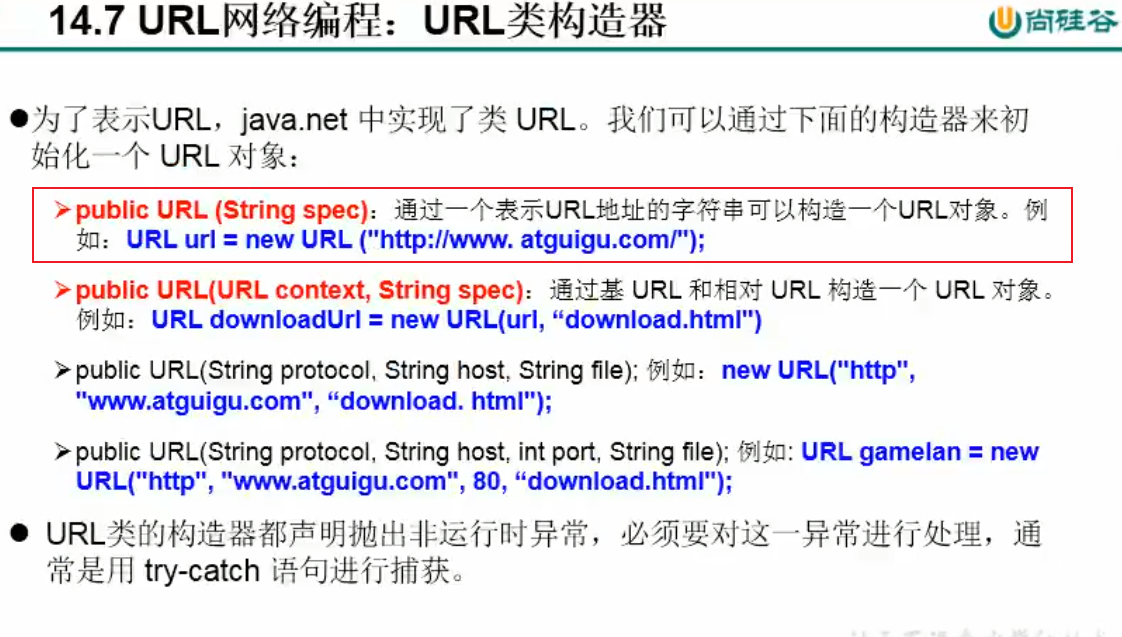 14.7 URL网络编程：URL类构造器
尚硅谷
●为了表示URL，java.net 中实现了类 URL。我们可以通过下面的构造器来初
始化一个 URL 对象：
➢public URL (String spec)：通过一个表示URL地址的字符串可以构造一个URL对象。例
如：URL url = new URL ("http://www. atguigu.com/");
➢public URL(URL context, String spec)：通过基 URL 和相对 URL 构造一个 URL 对象。
例如：URL downloadUrl = new URL(url, “download.html")
➢public URL(String protocol, String host, String file); 例如：new URL("http",
"www.atguigu.com", “download. html");
➢public URL(String protocol, String host, int port, String file); 例如: URL gamelan = new
URL("http", "www.atguigu.com", 80, “download.html");
● URL类的构造器都声明抛出非运行时异常，必须要对这一异常进行处理，通
常是用 try-catch 语句进行捕获。